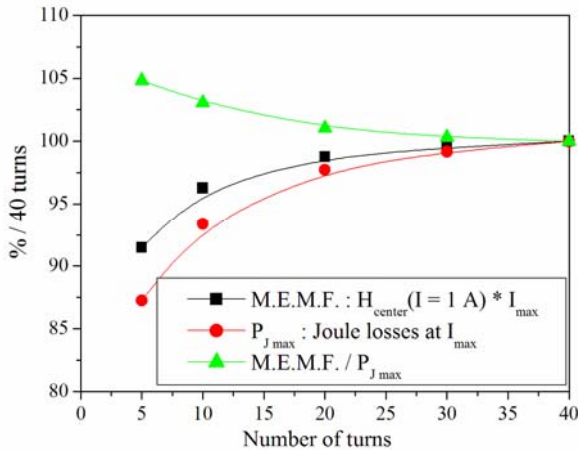 110
105
100
95
90
85
80
% / 40 turns
M.E.M.F. : H_center(I = 1 A) * I_max
P_J max : Joule losses at I_max
M.E.M.F. / P_J max
0 5 10 15 20 25 30 35 40
Number of turns